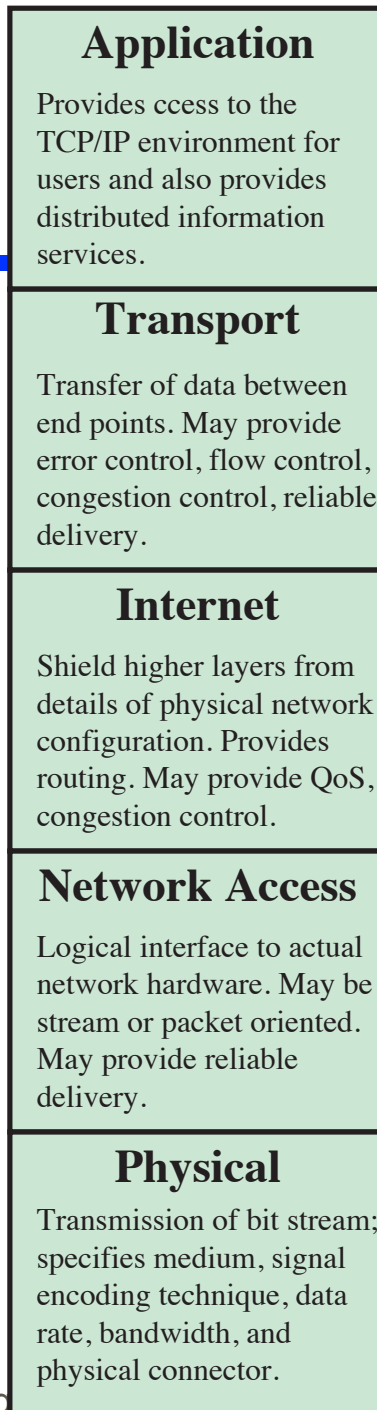 Application
Provides ccess to the
TCP/IP environment for
users and also provides
distributed information
services.
Transport
Transfer of data between
end points. May provide
error control, flow control,
congestion control, reliable
delivery.
Internet
Shield higher layers from
details of physical network
configuration. Provides
routing. May provide QoS,
congestion control.
Network Access
Logical interface to actual
network hardware. May be
stream or packet oriented.
May provide reliable
delivery.
Physical
Transmission of bit stream;
specifies medium, signal
encoding technique, data
rate, bandwidth, and
physical connector.